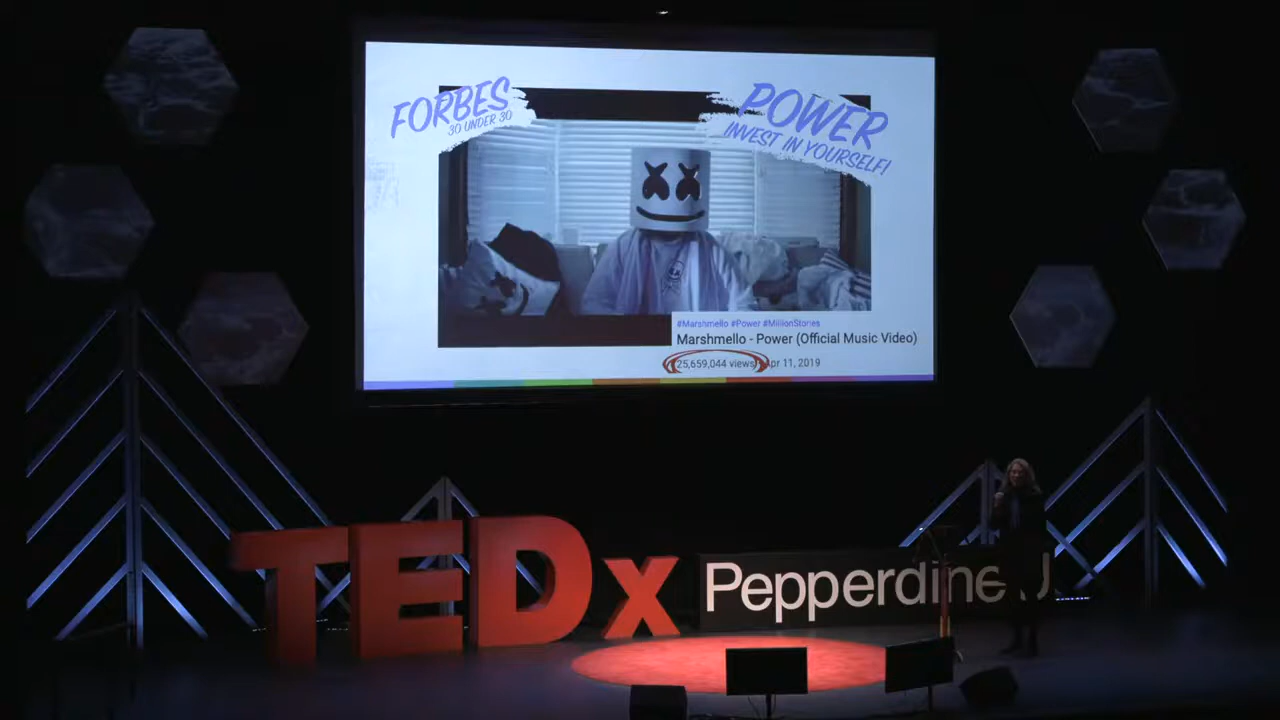 FORBES
30 UNDER 30
POWER
INVEST IN YOURSELF!
#Marshmello #Power #MillionStories
Marshmello - Power (Official Music Video)
25,659,044 views Apr 11, 2019
TEDx
Pepperdine U